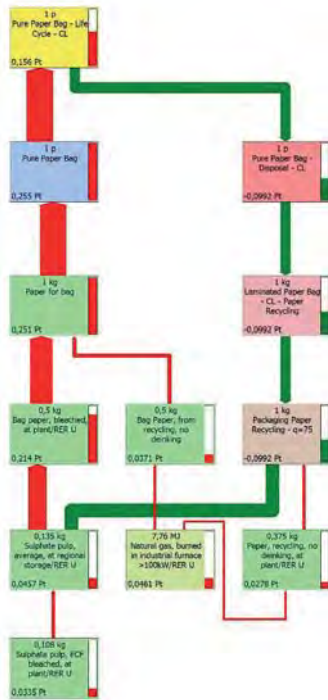 1 p
Pure Paper Bag - Life
Cycle - CL
0,156 Pt
1 p
Pure Paper Bag
0,255 Pt
1 p
Pure Paper Bag -
Disposal - CL
-0,0992 Pt
1 kg
Paper for bag
0,251 Pt
1 kg
Laminated Paper Bag
- CL - Paper
Recycling
-0,0992 Pt
0,5 kg
Bag paper, bleached,
at plant/RER U
0,214 Pt
0,5 kg
Bag Paper, from
recycling, no
deinking
0,0371 Pt
1 kg
Packaging Paper
Recycling - q=75
-0,0992 Pt
0,135 kg
Sulphate pulp,
average, at regional
storage/RER U
0,0457 Pt
7,76 MJ
Natural gas, burned
in industrial furnace
>100kW/RER U
0,0461 Pt
0,375 kg
Paper, recycling, no
deinking, at
plant/RER U
0,0278 Pt
0,108 kg
Sulphate pulp, ECF
bleached, at
plant/RER U
0,0335 Pt